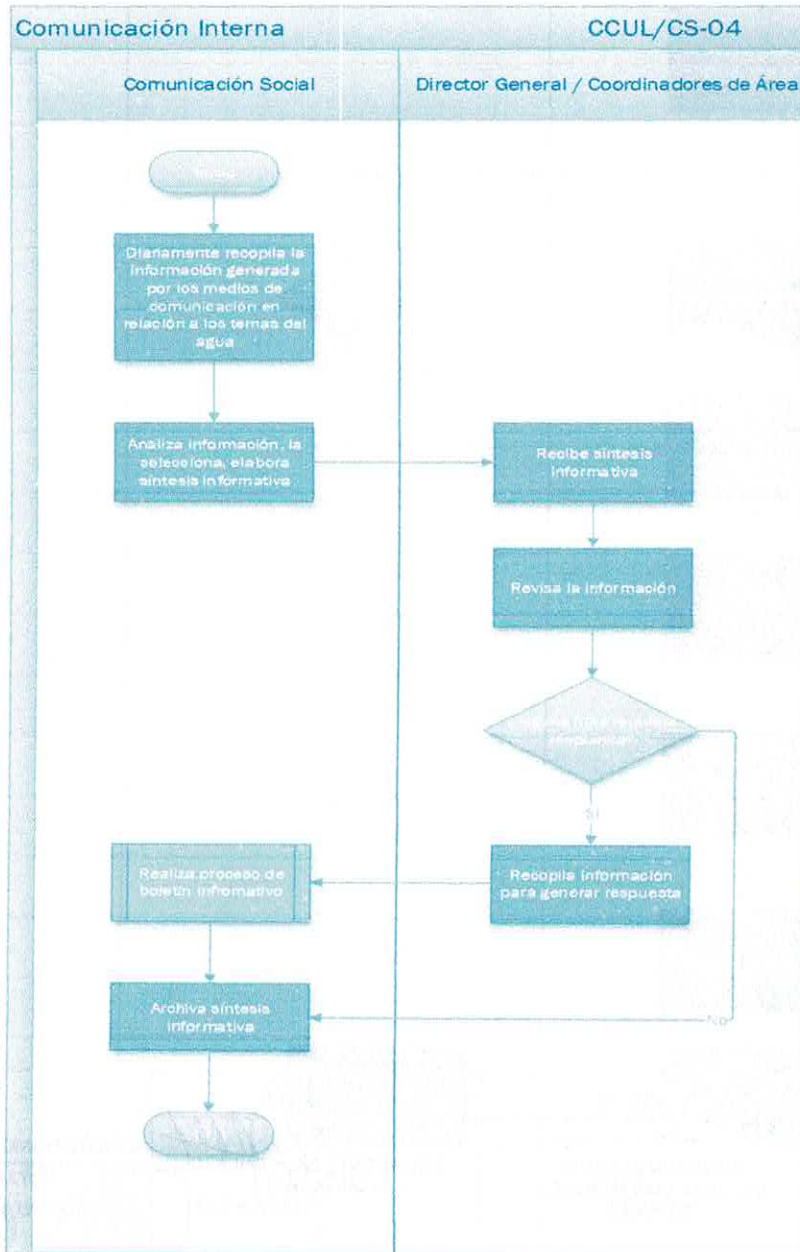 Comunicación Interna CCUL/CS-04
Comunicación Social Director General / Coordinadores de Área
Diariamente recopila la
información generada
por los medios de
comunicación en
relación a los temas del
agua
Analiza información, la
selecciona, elabora
síntesis informativa
Recibe síntesis
informativa
Revisa la información
Sí
Recopila información
para generar respuesta
Realiza proceso de
boletín infromativo
No
Archiva síntesis
informativa